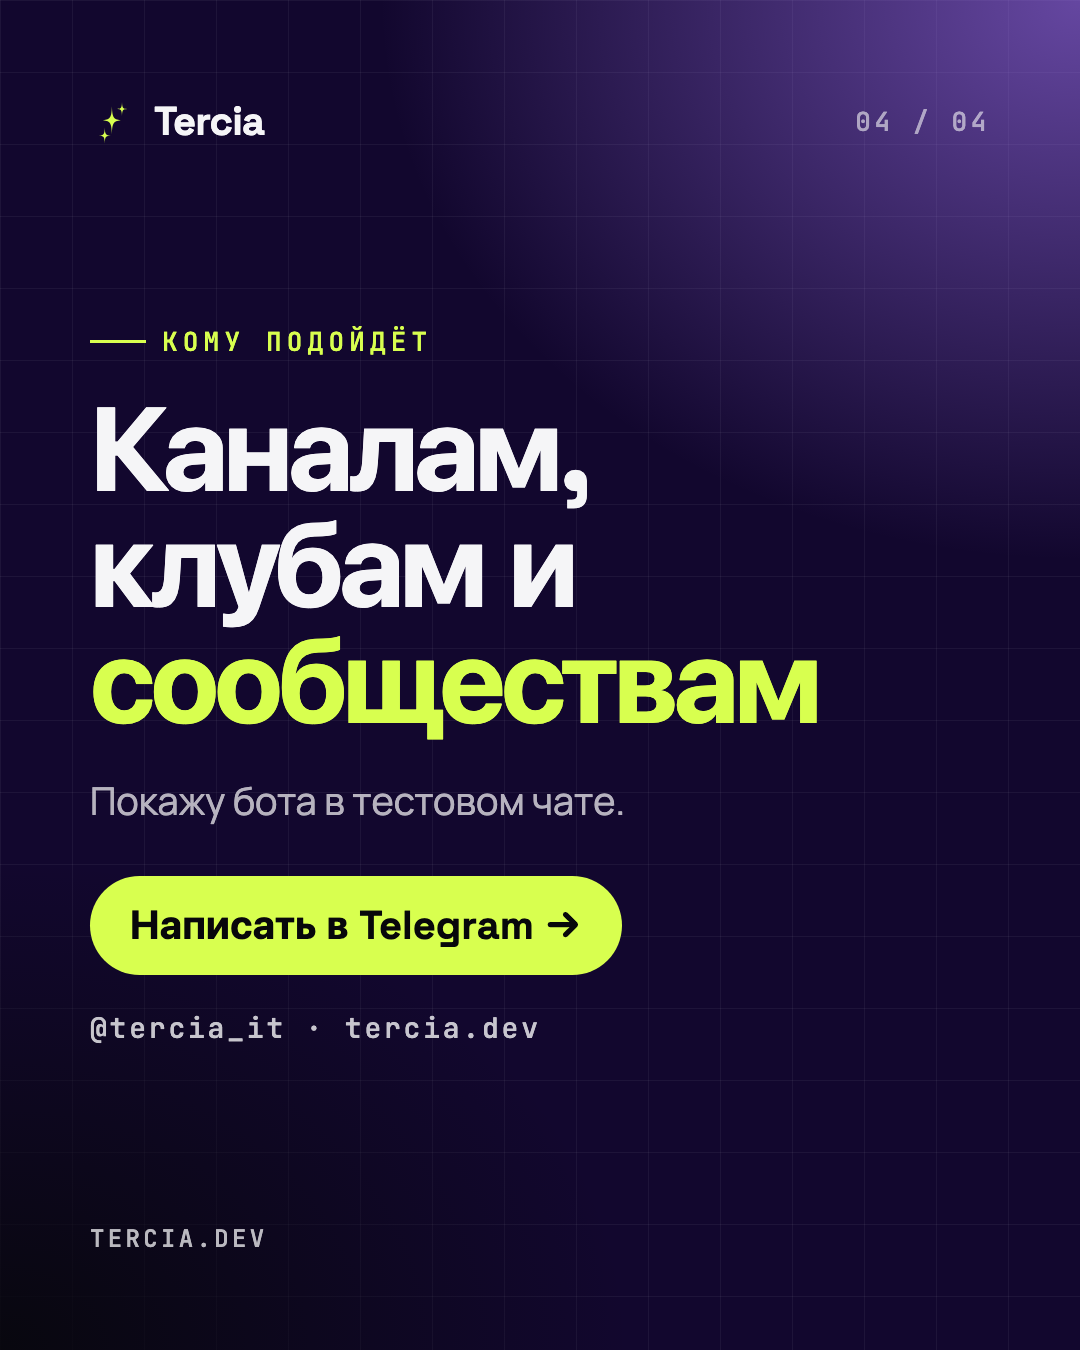 Tercia
04 / 04
КОМУ ПОДОЙДЁТ
Каналам,
клубам и
сообществам
Покажу бота в тестовом чате.
Написать в Telegram →
@tercia_it · tercia.dev
TERCIA.DEV